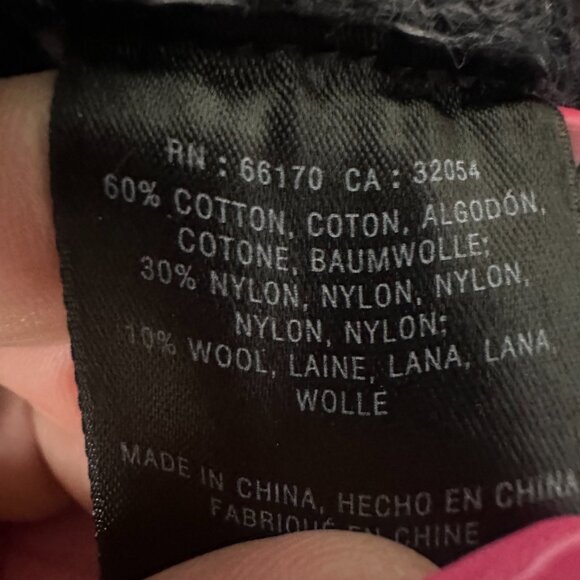 RN : 66170 CA : 32054
60% COTTON, COTON, ALGODÓN,
COTONE, BAUMWOLLE;
30% NYLON, NYLON, NYLON,
NYLON, NYLON;
10% WOOL, LAINE, LANA, LANA,
WOLLE
MADE IN CHINA, HECHO EN CHINA
FABRIQUÉ EN CHINE